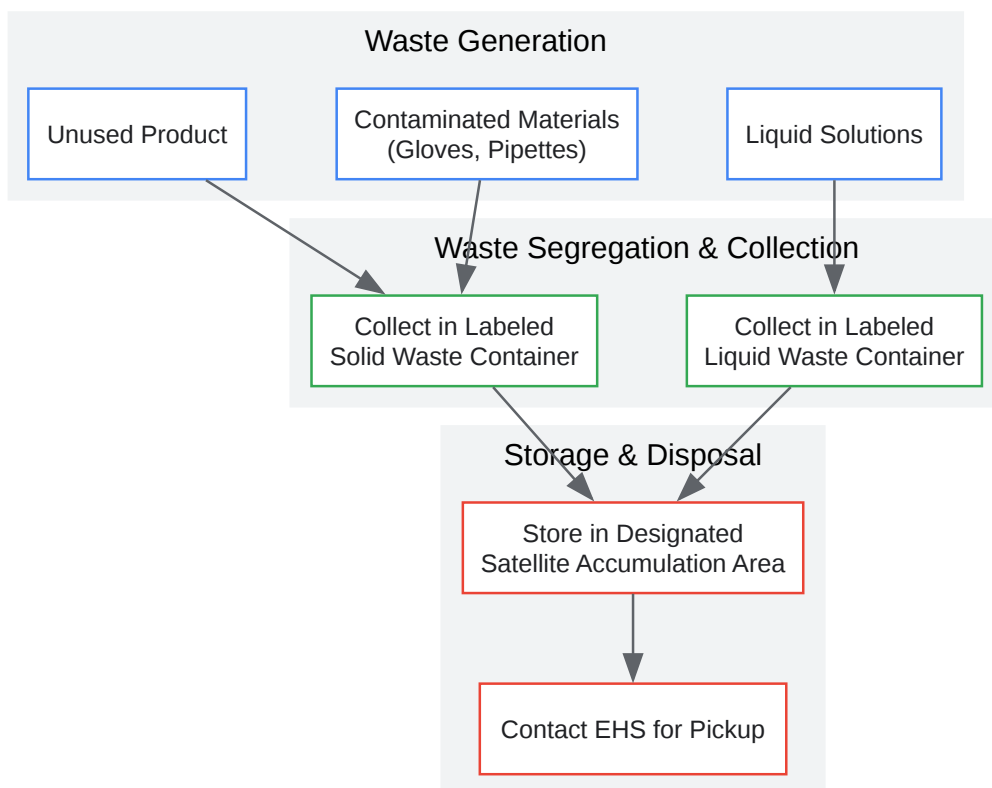 Waste Generation
Unused Product
Contaminated Materials
(Gloves, Pipettes)
Liquid Solutions
Waste Segregation & Collection
Collect in Labeled
Solid Waste Container
Collect in Labeled
Liquid Waste Container
Storage & Disposal
Store in Designated
Satellite Accumulation Area
Contact EHS for Pickup